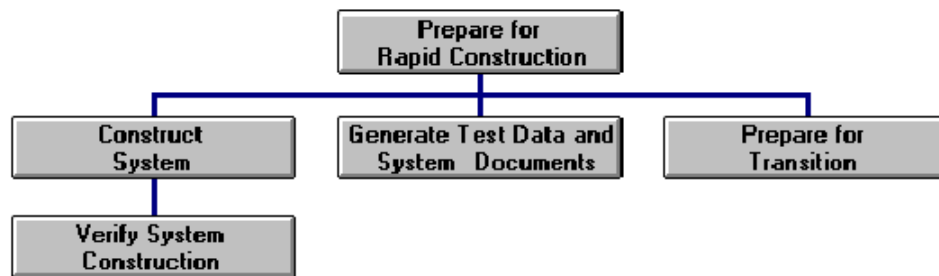 Prepare for
Rapid Construction
Construct
System
Generate Test Data and
System Documents
Prepare for
Transition
Verify System
Construction